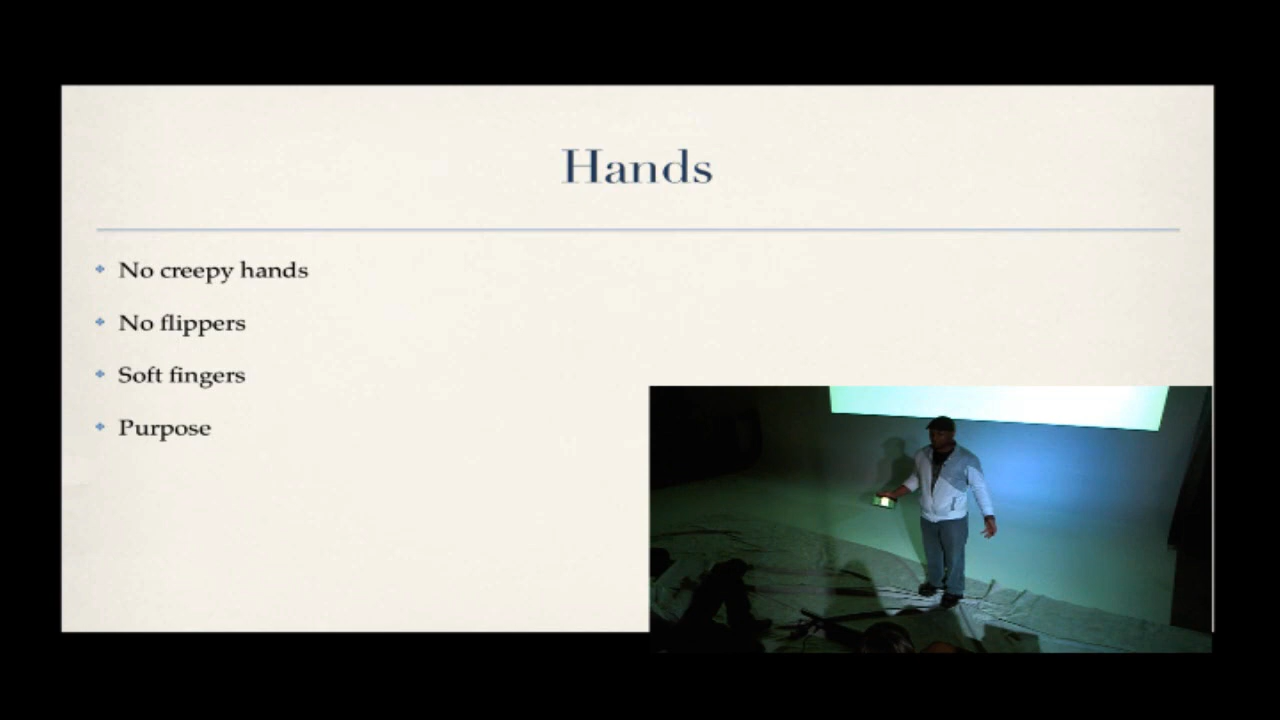 Hands
No creepy hands
No flippers
Soft fingers
Purpose